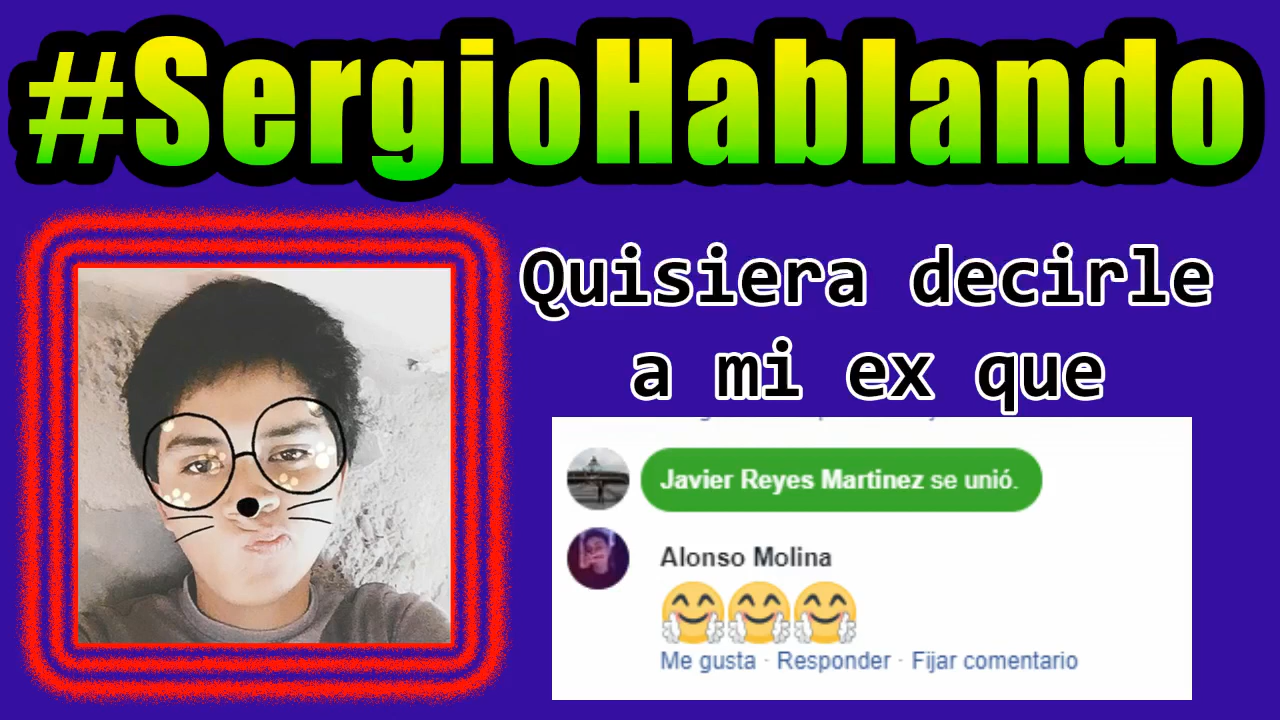 #SergioHablando
Quisiera decirle
a mi ex que
Javier Reyes Martinez se unió.
Alonso Molina
🤗🤗🤗
Me gusta · Responder · Fijar comentario